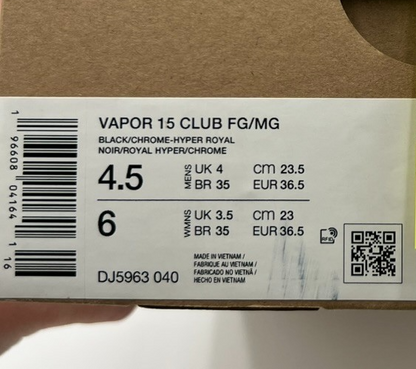 VAPOR 15 CLUB FG/MG
BLACK/CHROME-HYPER ROYAL
NOIR/ROYAL HYPER/CHROME
4.5 MENS UK 4 cm 23.5
BR 35 EUR 36.5
6 WMNS UK 3.5 cm 23
BR 35 EUR 36.5
MADE IN VIETNAM /
FABRIQUE AU VIETNAM /
FABRICADO NO VIETNÃ /
HECHO EN VIETNAM
DJ5963 040
RFID
1 96608 04164 1 16